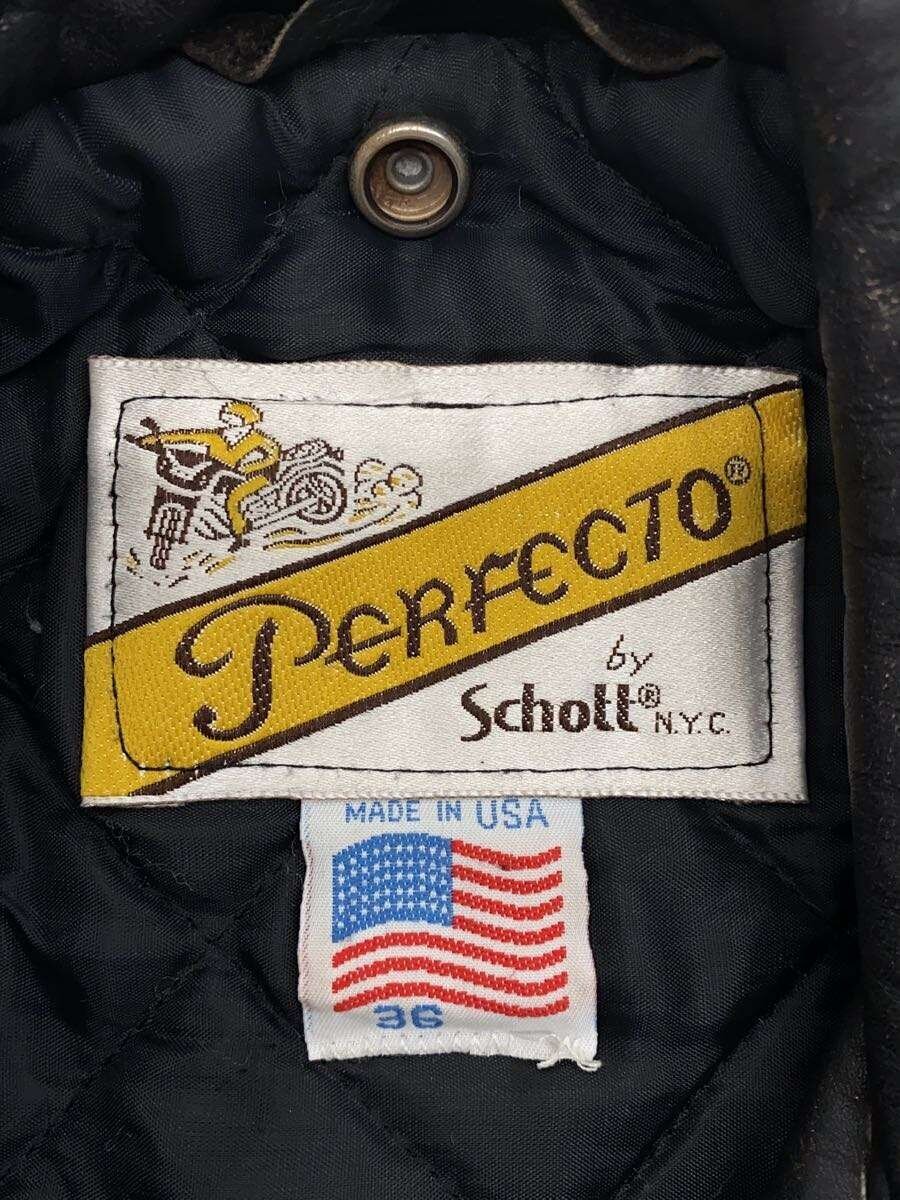 PERFECTO®
by
Schott® N.Y.C.
MADE IN USA
36